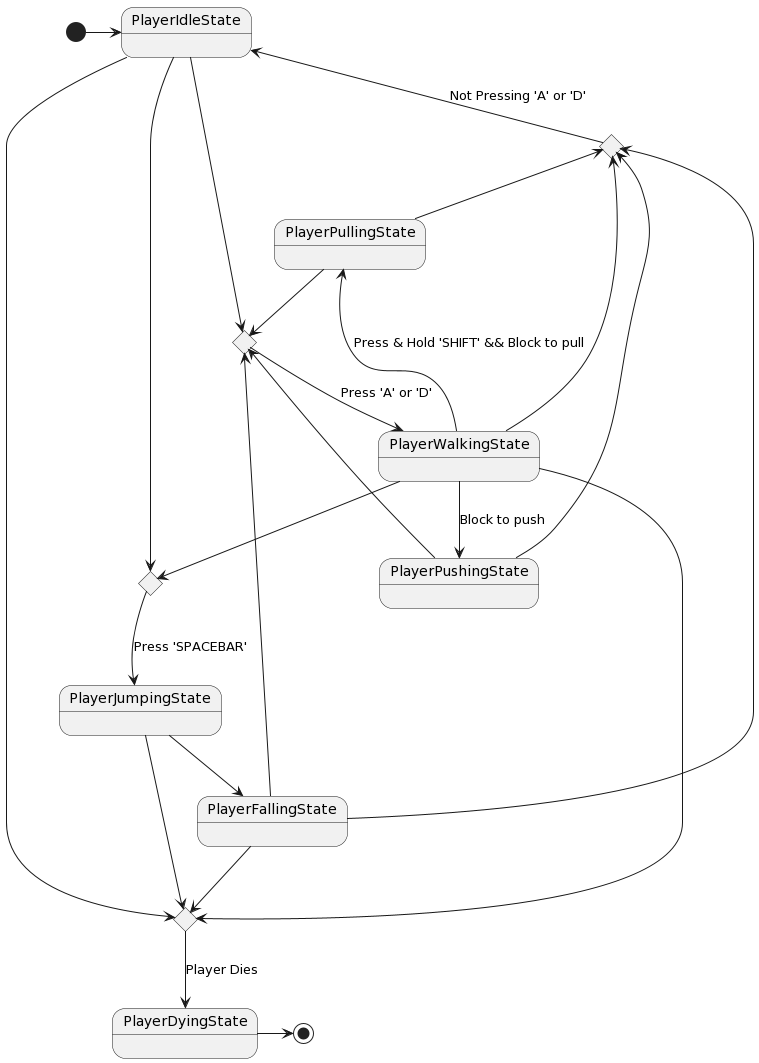 PlayerIdleState
Not Pressing 'A' or 'D'
PlayerPullingState
Press & Hold 'SHIFT' && Block to pull
Press 'A' or 'D'
PlayerWalkingState
Block to push
PlayerPushingState
Press 'SPACEBAR'
PlayerJumpingState
PlayerFallingState
Player Dies
PlayerDyingState